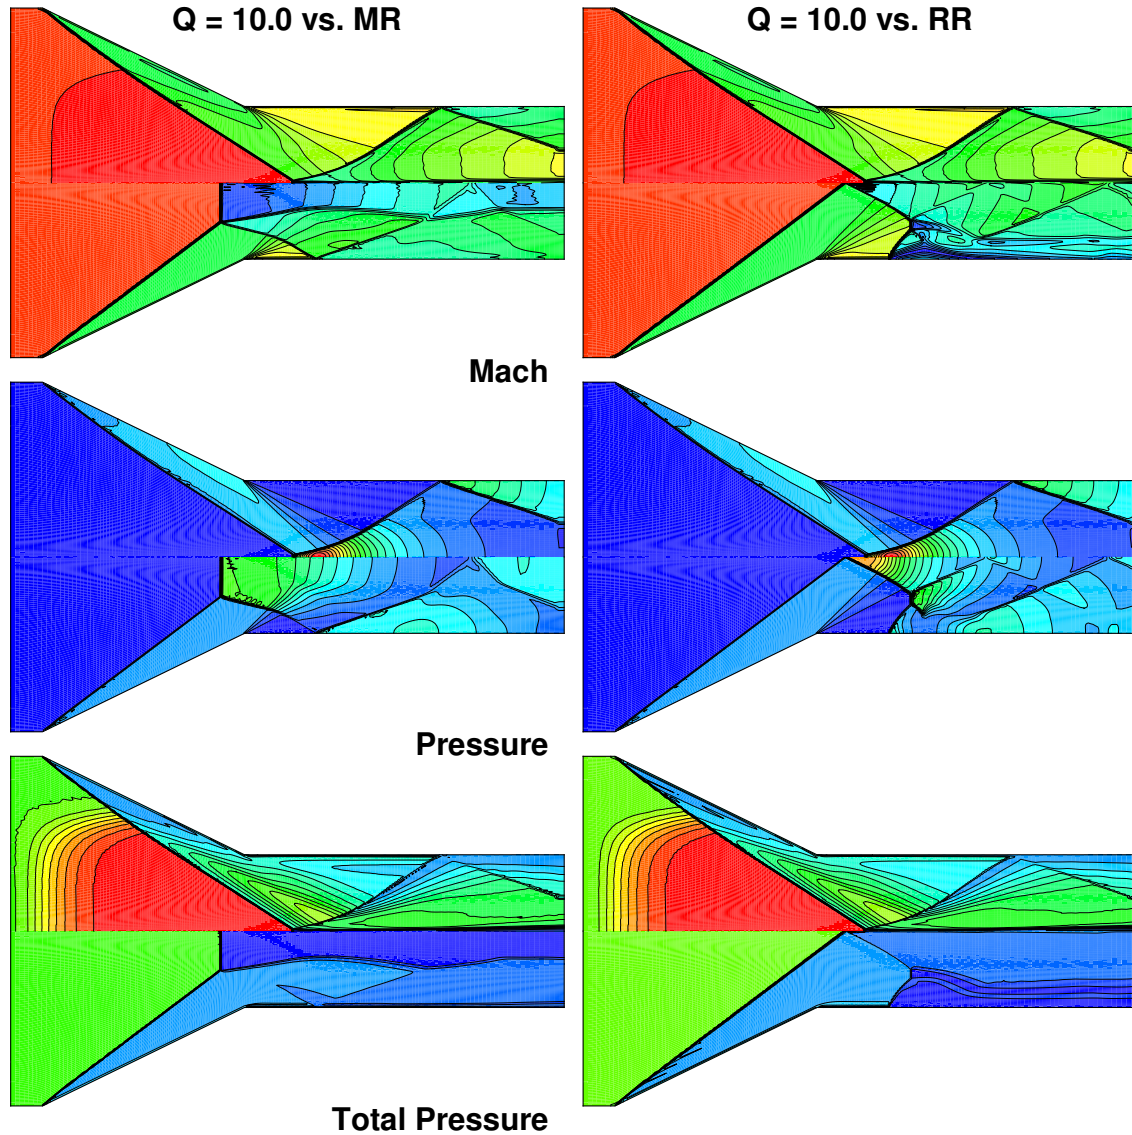 Q = 10.0 vs. MR
Q = 10.0 vs. RR
Mach
Pressure
Total Pressure